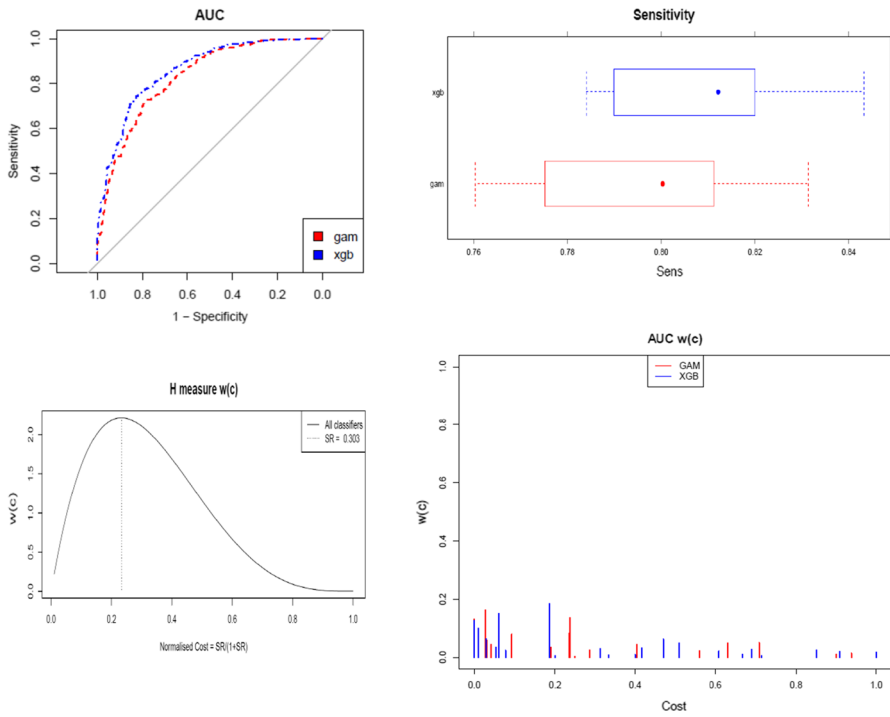 AUC
Sensitivity
1.0
0.8
0.6
0.4
0.2
0.0
gam
xgb
1.0 0.8 0.6 0.4 0.2 0.0
1 − Specificity
Sensitivity
xgb
gam
0.76 0.78 0.80 0.82 0.84
Sens
H measure w(c)
w(c)
2.0
1.5
1.0
0.5
0.0
All classifiers
SR = 0.303
0.0 0.2 0.4 0.6 0.8 1.0
Normalised Cost = SR/(1+SR)
AUC w(c)
w(c)
1.0
0.8
0.6
0.4
0.2
0.0
GAM
XGB
0.0 0.2 0.4 0.6 0.8 1.0
Cost